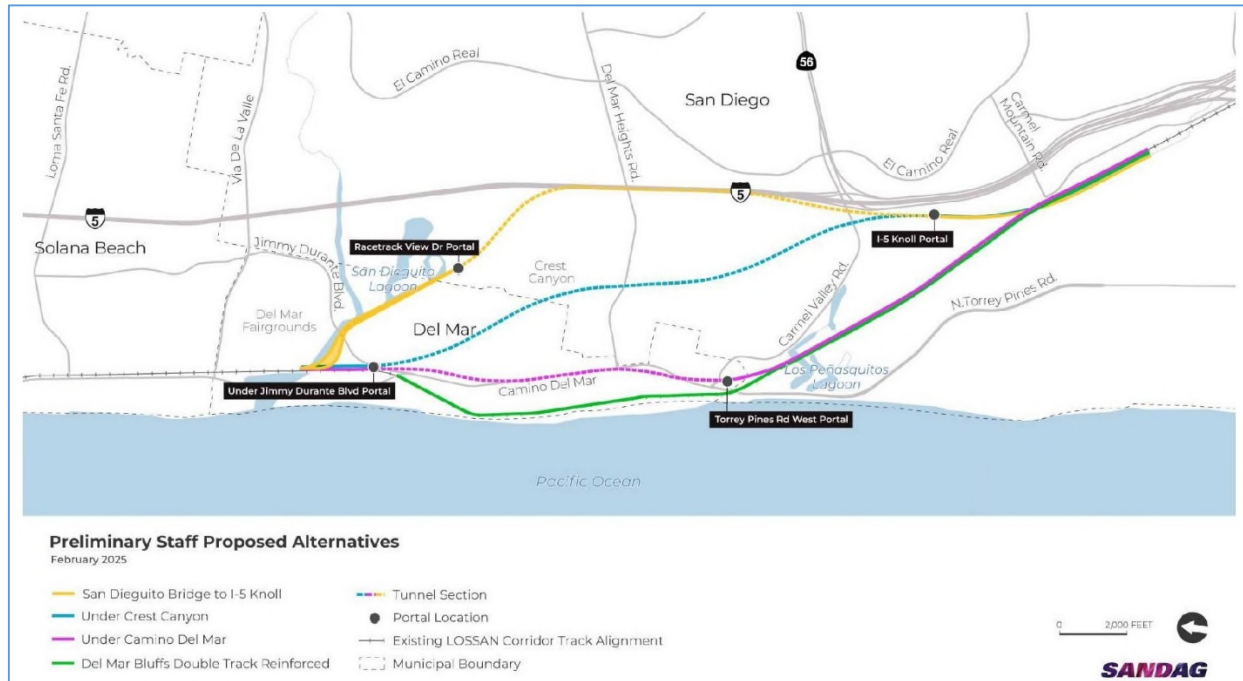 Loma Santa Fe Rd.
Via De La Valle
El Camino Real
Del Mar Heights Rd.
San Diego
56
El Camino Real
Carmel
Mountain Rd.
5
Solana Beach
Jimmy Durante
Blvd.
Racetrack View Dr Portal
San Dieguito
Lagoon
Crest
Canyon
5
I-5 Knoll Portal
Del Mar
Fairgrounds
Del Mar
Carmel Valley Rd.
N.Torrey Pines Rd.
Under Jimmy Durante Blvd Portal
Camino Del Mar
Los Peñasquitos
Lagoon
Torrey Pines Rd West Portal
Pacific Ocean
Preliminary Staff Proposed Alternatives
February 2025
San Dieguito Bridge to I-5 Knoll
Under Crest Canyon
Under Camino Del Mar
Del Mar Bluffs Double Track Reinforced
Tunnel Section
Portal Location
Existing LOSSAN Corridor Track Alignment
Municipal Boundary
0 2,000 FEET
SANDAG